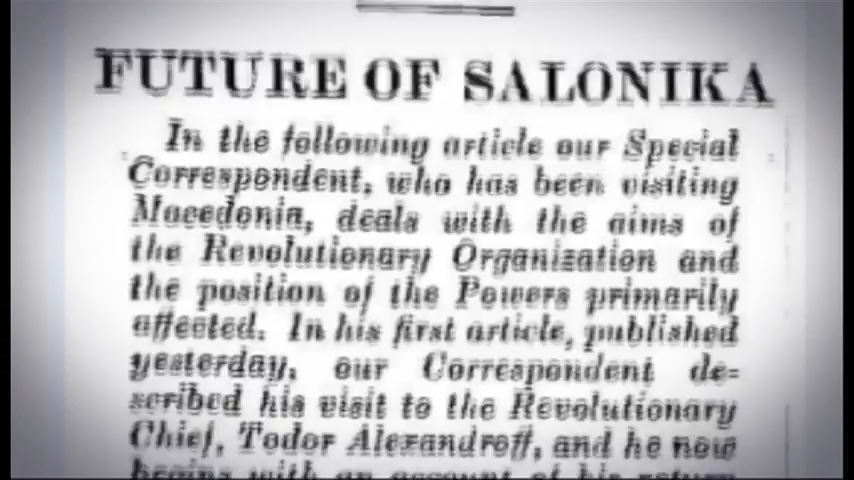 FUTURE OF SALONIKA
In the following article our Special
Correspondent, who has been visiting
Macedonia, deals with the aims of
the Revolutionary Organization and
the position of the Powers primarily
affected. In his first article, published
yesterday, our Correspondent de-
scribed his visit to the Revolutionary
Chief, Todor Alexandroff, and he now
begins with an account of his return